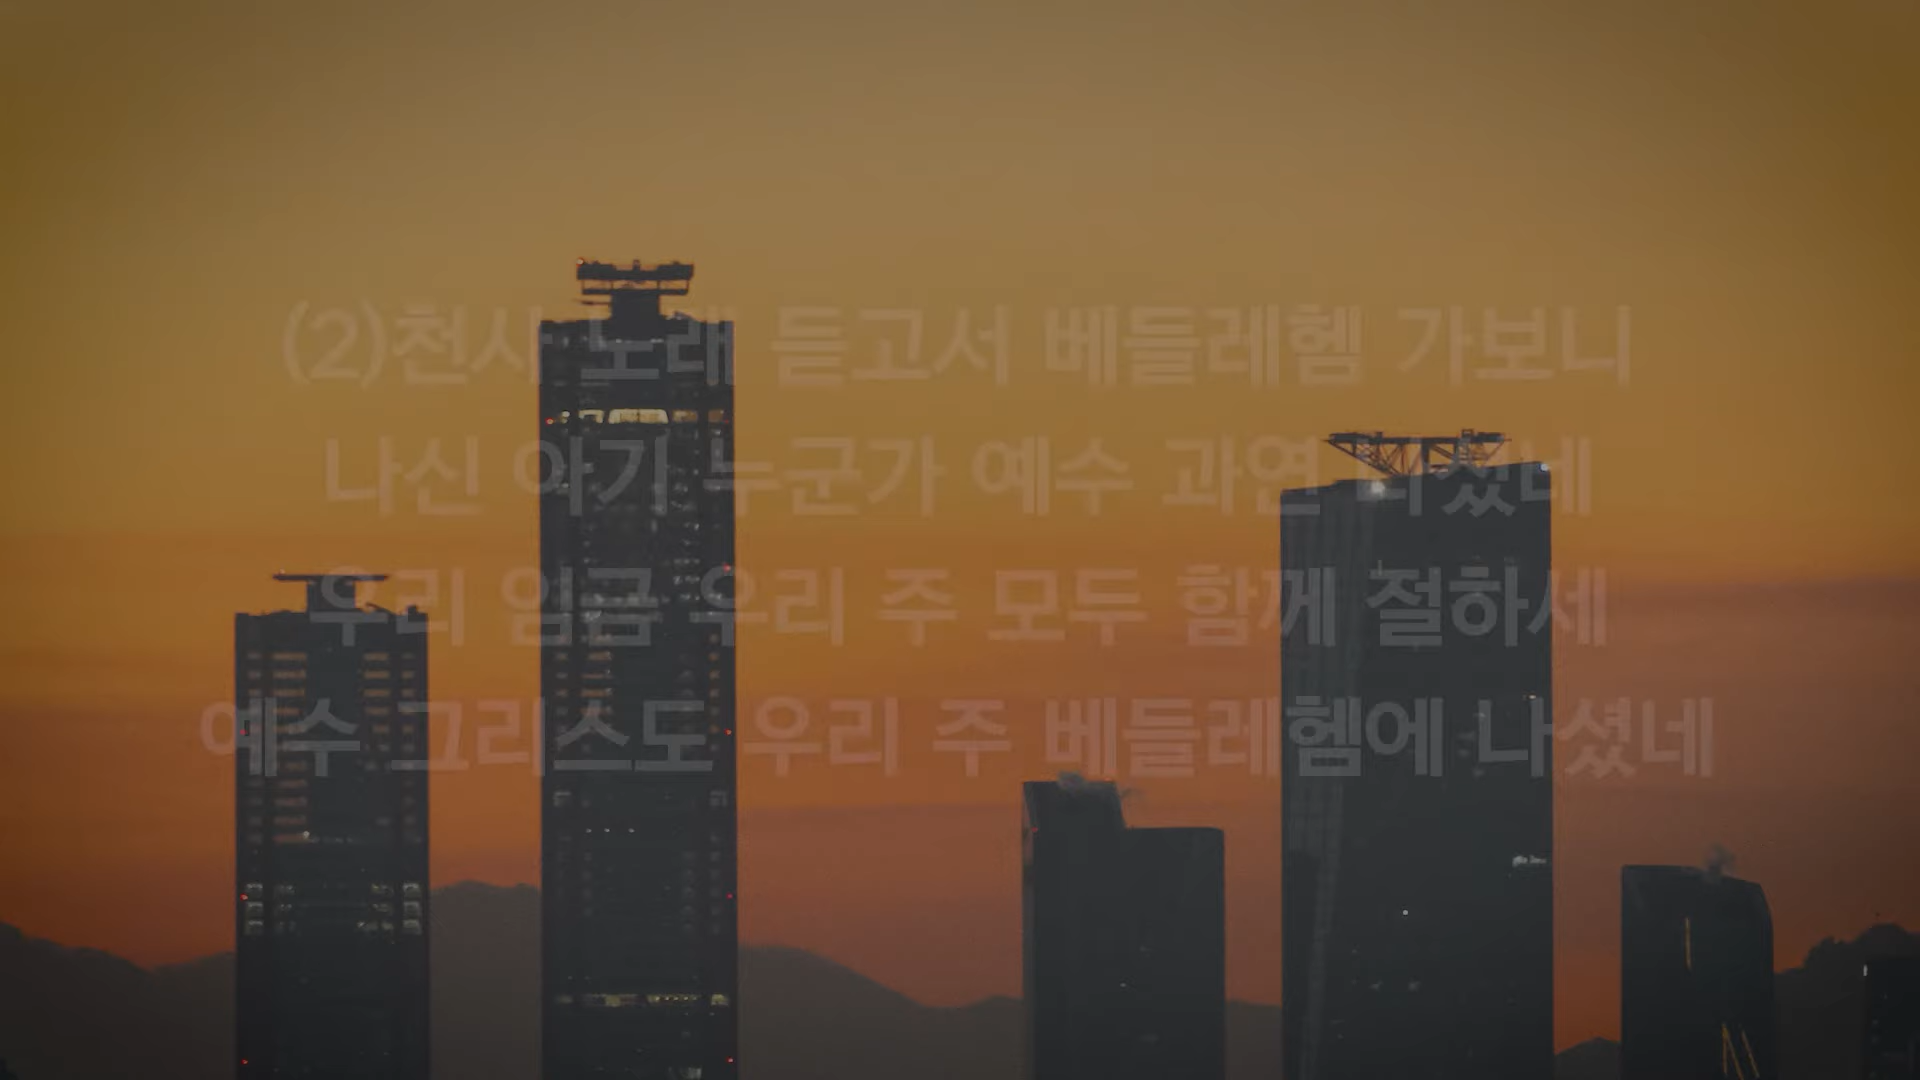 (2)천사 노래 듣고서 베들레헴 가보니
나신 아기 누군가 예수 과연 나셨네
우리 임금 우리 주 모두 함께 절하세
예수 그리스도 우리 주 베들레헴에 나셨네